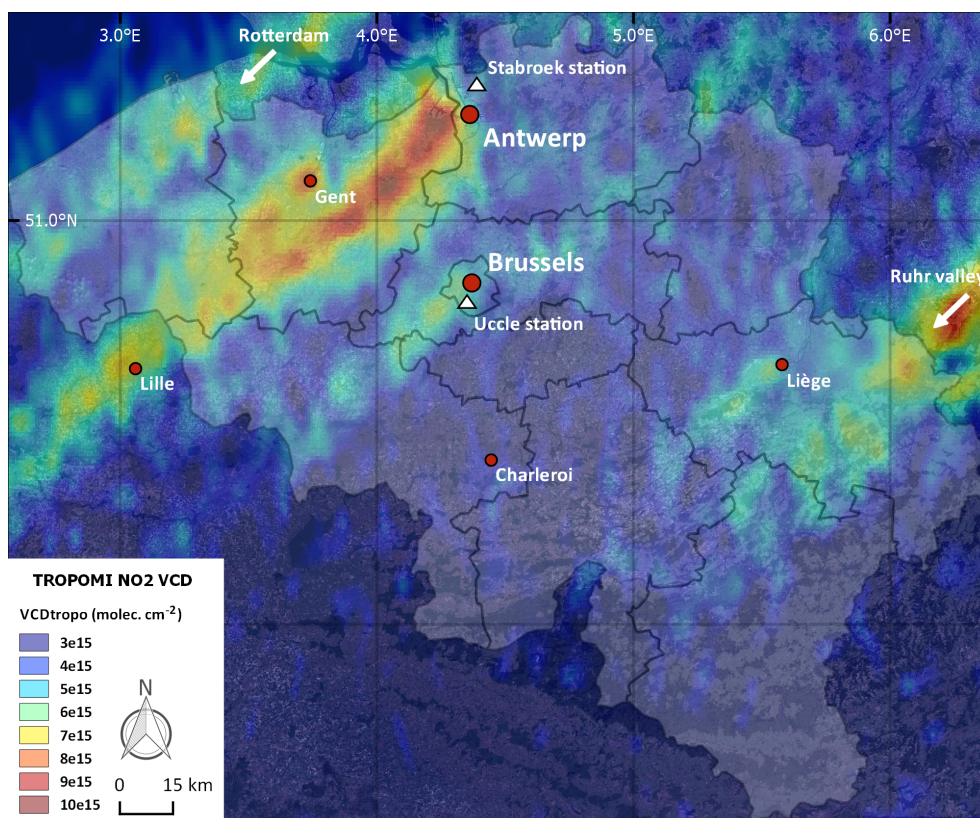 3.0°E
4.0°E
5.0°E
6.0°E
Rotterdam
Stabroek station
Antwerp
Gent
51.0°N
Brussels
Ruhr valley
Uccle station
Lille
Liège
Charleroi
TROPOMI NO2 VCD
VCDtropo (molec. cm-2)
3e15
4e15
5e15
6e15
7e15
8e15
9e15
10e15
N
0 15 km